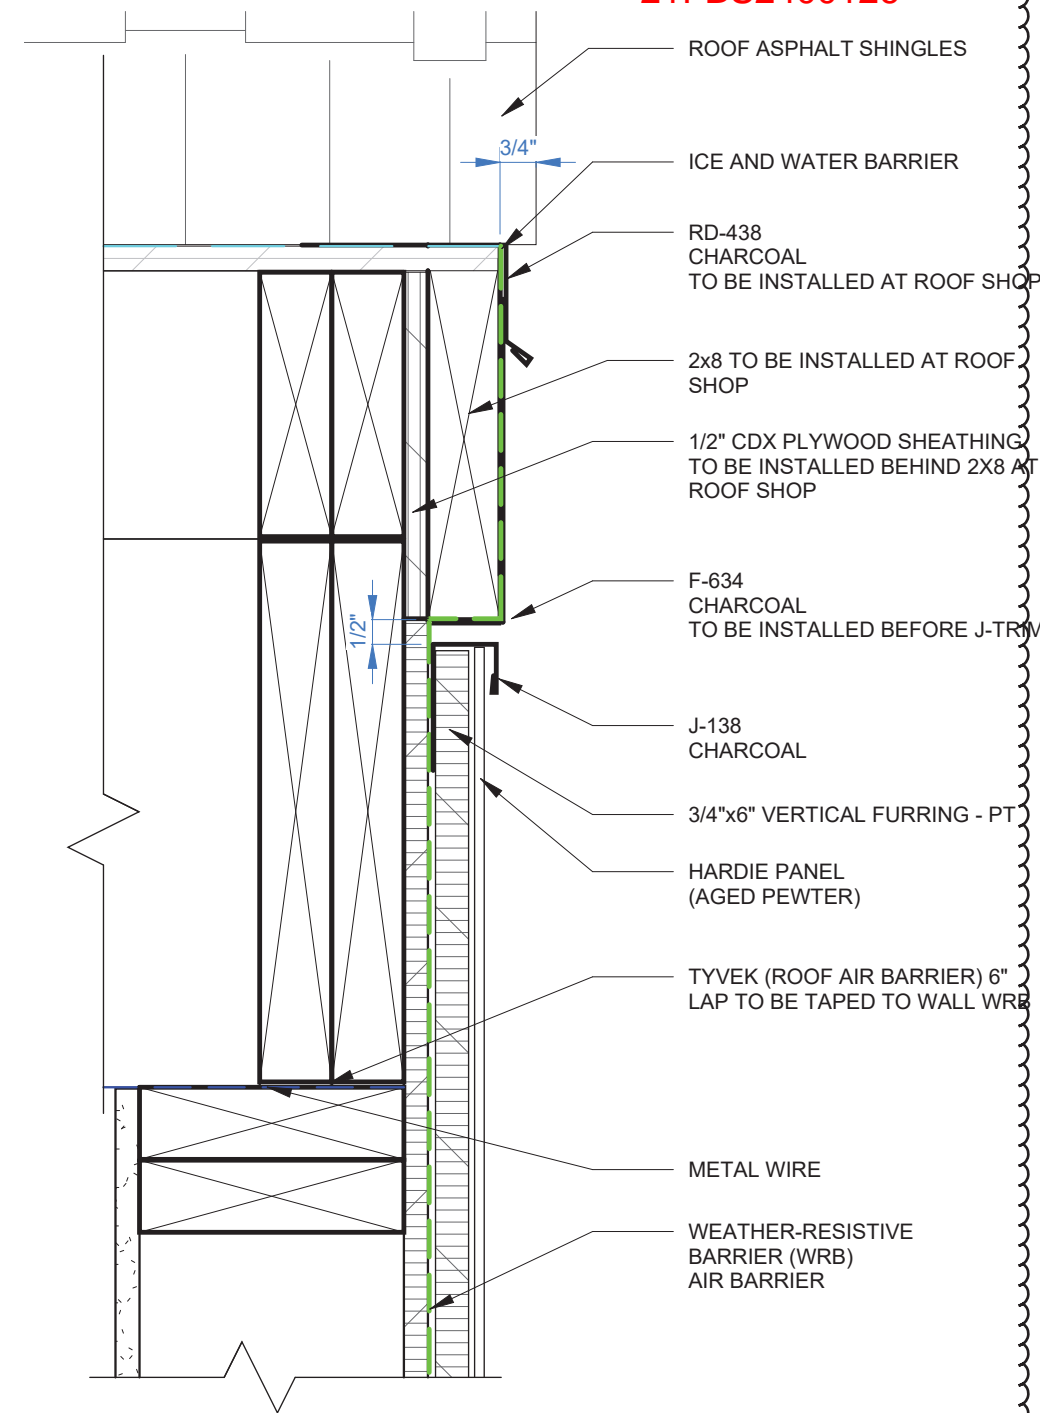 ROOF ASPHALT SHINGLES
3/4"
ICE AND WATER BARRIER
RD-438
CHARCOAL
TO BE INSTALLED AT ROOF SHOP
2x8 TO BE INSTALLED AT ROOF
SHOP
1/2" CDX PLYWOOD SHEATHING
TO BE INSTALLED BEHIND 2X8 AT
ROOF SHOP
F-634
CHARCOAL
TO BE INSTALLED BEFORE J-TRIM
1/2"
J-138
CHARCOAL
3/4"x6" VERTICAL FURRING - PT
HARDIE PANEL
(AGED PEWTER)
TYVEK (ROOF AIR BARRIER) 6"
LAP TO BE TAPED TO WALL WRB
METAL WIRE
WEATHER-RESISTIVE
BARRIER (WRB)
AIR BARRIER